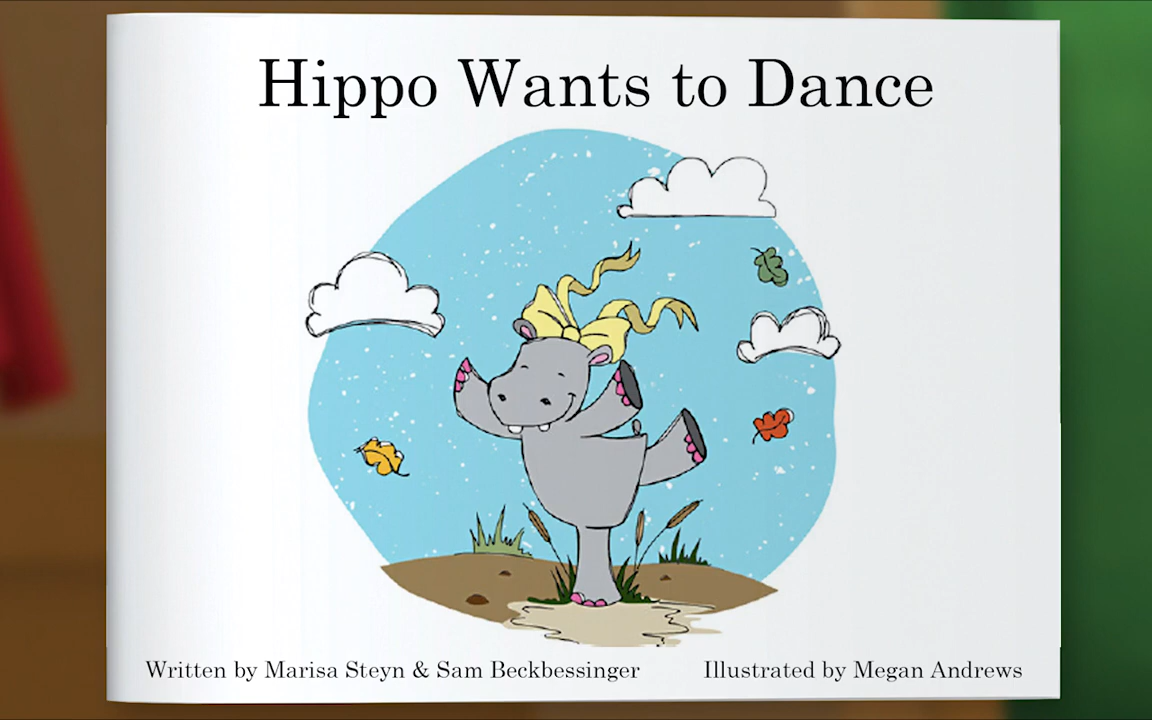 Hippo Wants to Dance
Written by Marisa Steyn & Sam Beckbessinger
Illustrated by Megan Andrews